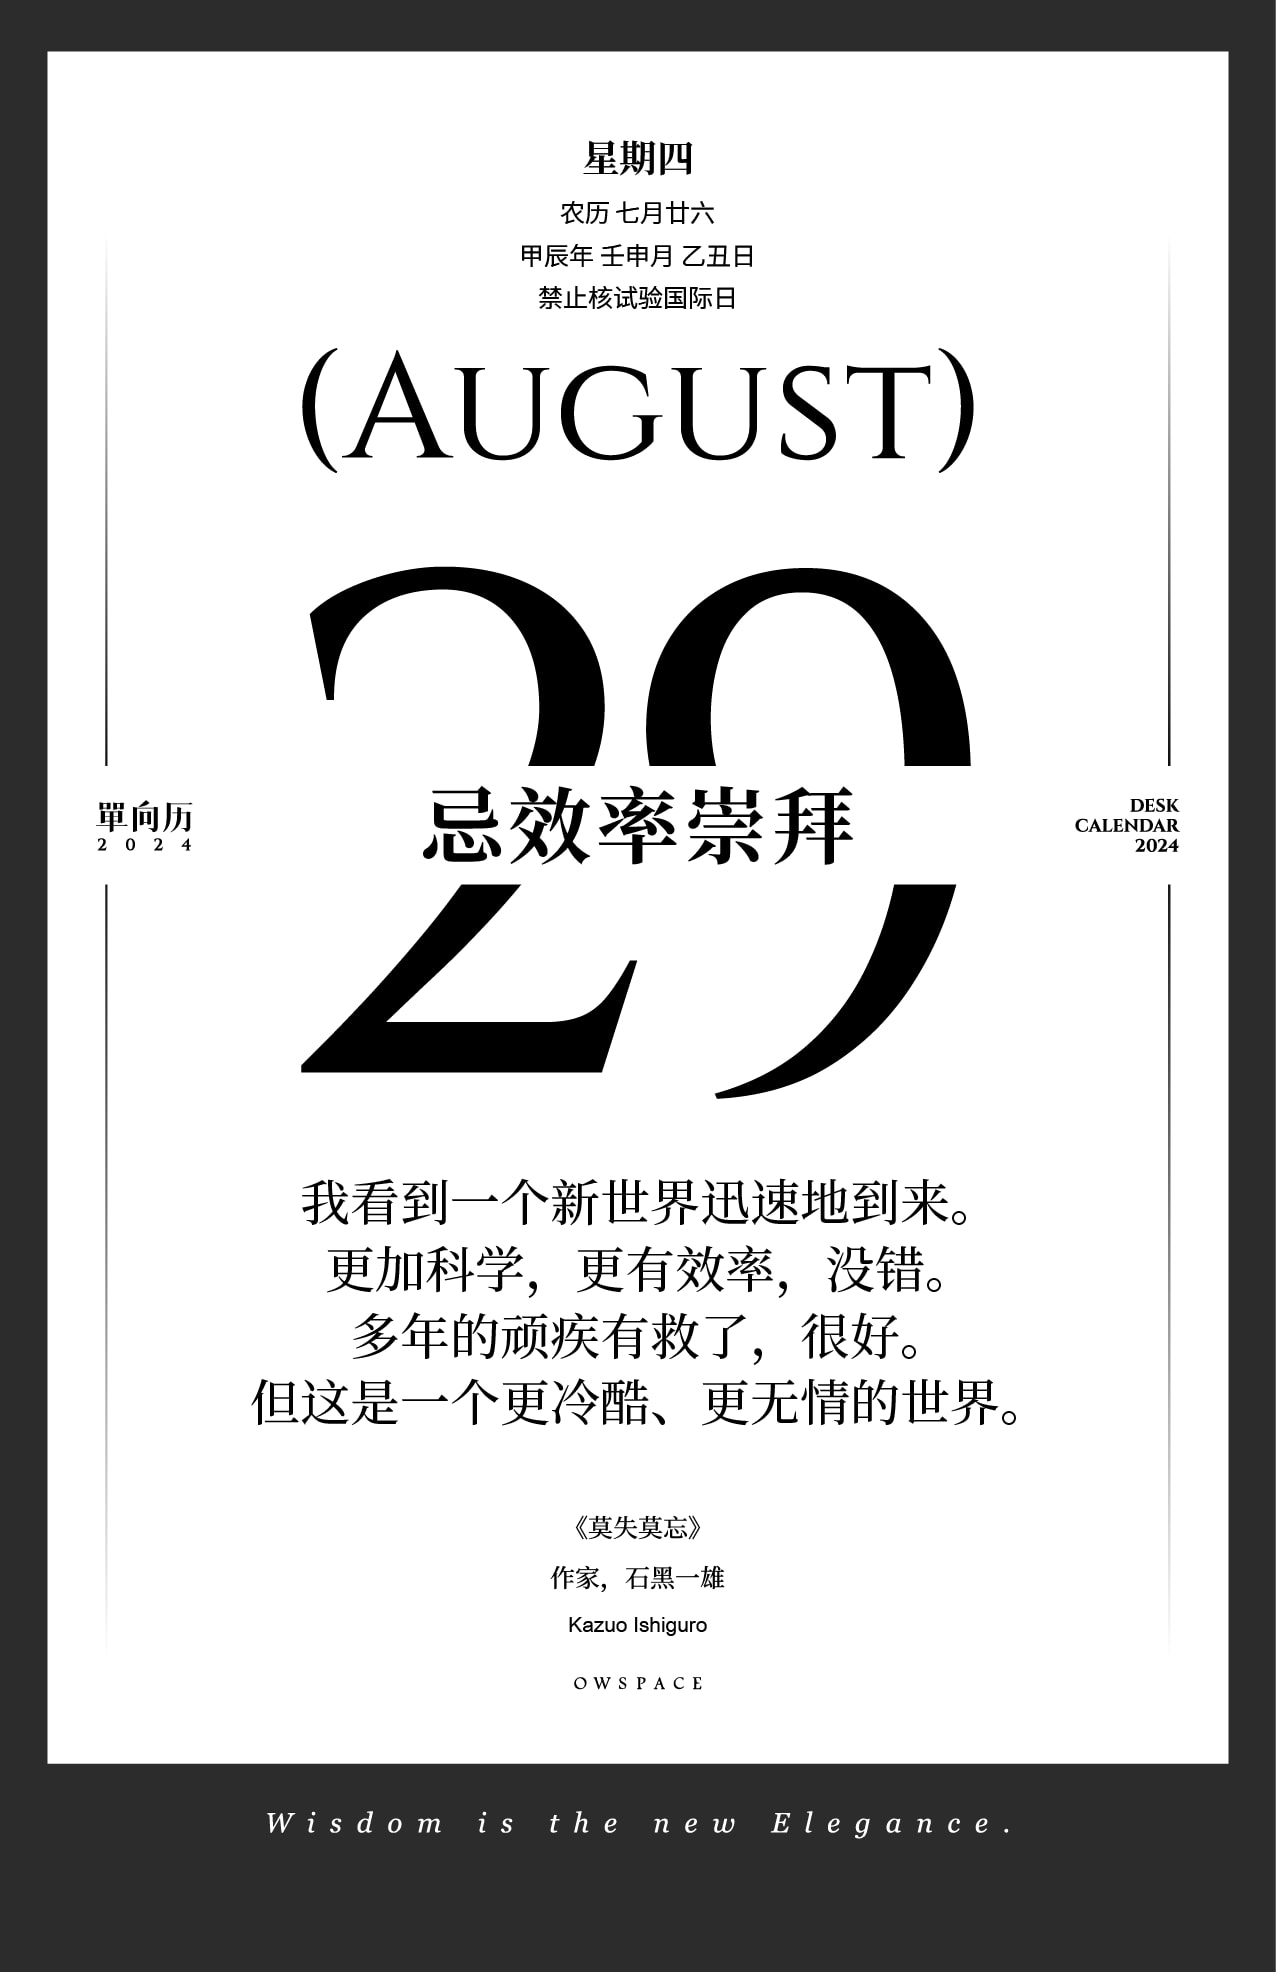 星期四
农历 七月廿六
甲辰年 壬申月 乙丑日
禁止核试验国际日
(AUGUST)
29
單向历
2024
忌效率崇拜
DESK
CALENDAR
2024
我看到一个新世界迅速地到来。
更加科学，更有效率，没错。
多年的顽疾有救了，很好。
但这是一个更冷酷、更无情的世界。
《莫失莫忘》
作家，石黑一雄
Kazuo Ishiguro
OWSPACE
Wisdom is the new Elegance.